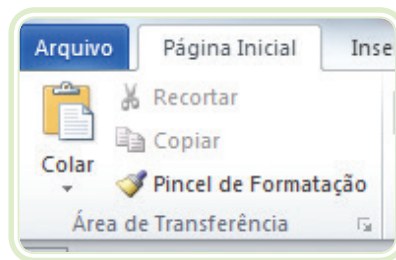 Arquivo Página Inicial Inse
Recortar
Copiar
Colar
Pincel de Formatação
Área de Transferência